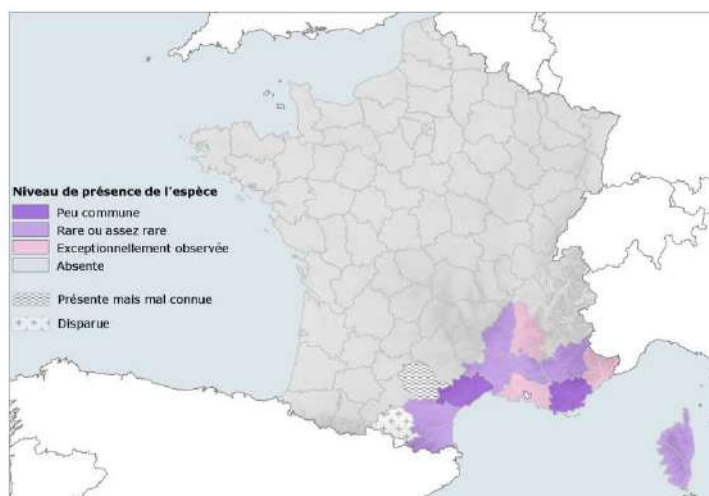 Niveau de présence de l'espèce
Peu commune
Rare ou assez rare
Exceptionnellement observée
Absente
Présente mais mal connue
Disparue